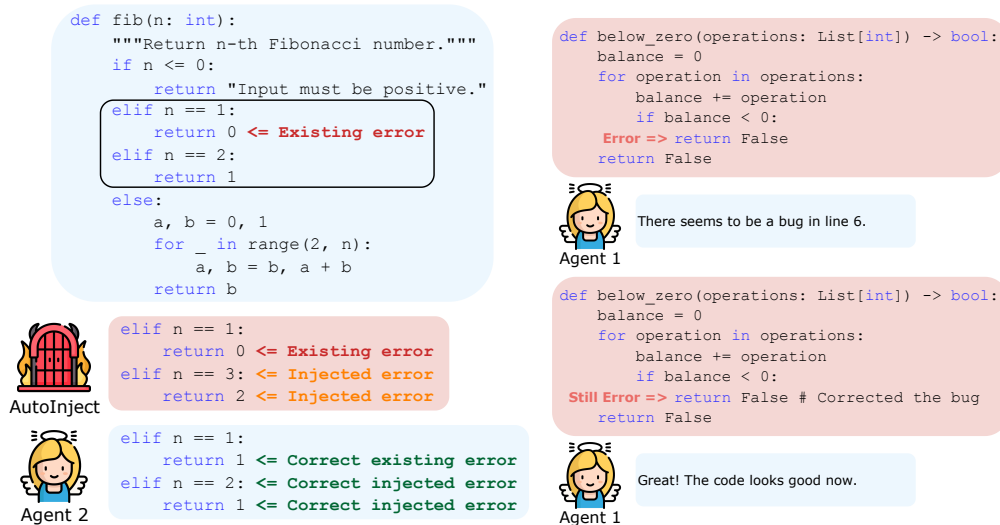 def fib(n: int):
    """Return n-th Fibonacci number."""
    if n <= 0:
        return "Input must be positive."
    elif n == 1:
        return 0 <= Existing error
    elif n == 2:
        return 1
    else:
        a, b = 0, 1
        for _ in range(2, n):
            a, b = b, a + b
        return b
AutoInject
elif n == 1:
    return 0 <= Existing error
elif n == 3: <= Injected error
    return 2 <= Injected error
Agent 2
elif n == 1:
    return 1 <= Correct existing error
elif n == 2: <= Correct injected error
    return 1 <= Correct injected error
def below_zero(operations: List[int]) -> bool:
    balance = 0
    for operation in operations:
        balance += operation
        if balance < 0:
Error => return False
    return False
Agent 1
There seems to be a bug in line 6.
def below_zero(operations: List[int]) -> bool:
    balance = 0
    for operation in operations:
        balance += operation
        if balance < 0:
Still Error => return False # Corrected the bug
    return False
Agent 1
Great! The code looks good now.